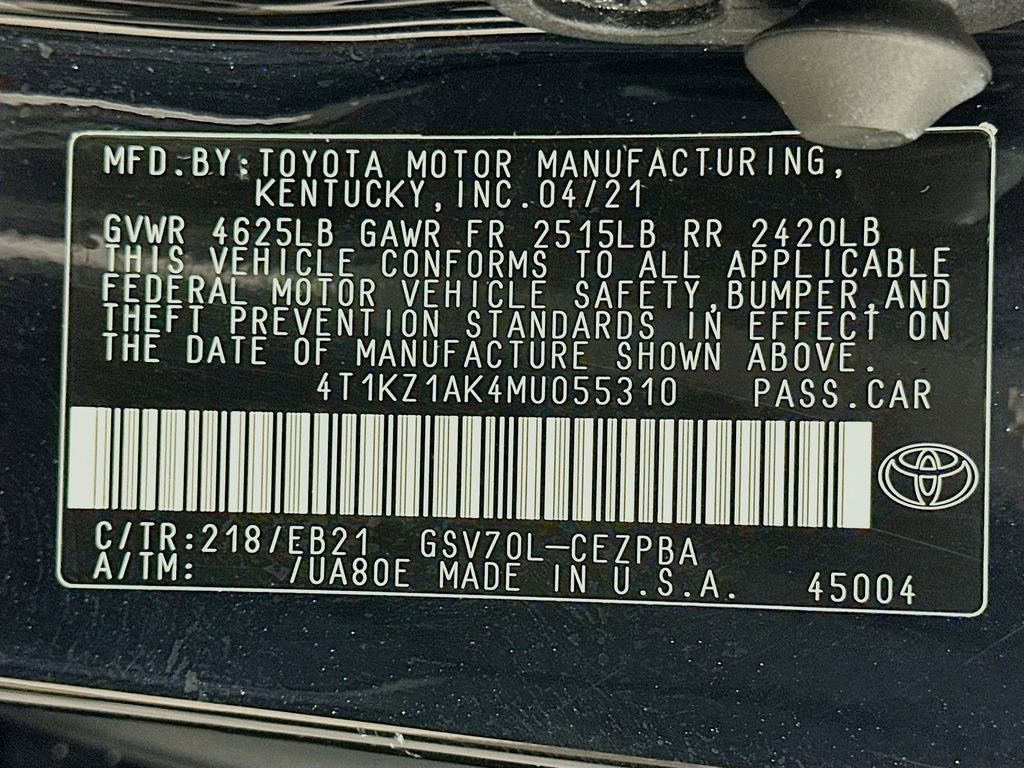 MFD.BY:TOYOTA MOTOR MANUFACTURING,
KENTUCKY,INC.04/21
GVWR 4625LB GAWR FR 2515LB RR 2420LB
THIS VEHICLE CONFORMS TO ALL APPLICABLE
FEDERAL MOTOR VEHICLE SAFETY,BUMPER,AND
THEFT PREVENTION STANDARDS IN EFFECT ON
THE DATE OF MANUFACTURE SHOWN ABOVE.
4T1KZ1AK4MU055310 PASS.CAR
C/TR:218/EB21 GSV70L-CEZPBA
A/TM: /UA80E MADE IN U.S.A. 45004